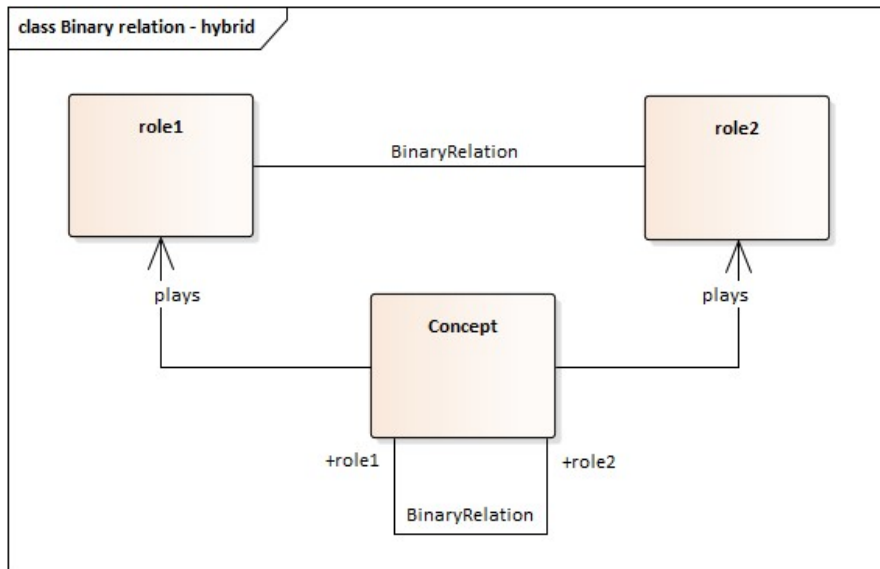 class Binary relation - hybrid
role1
role2
BinaryRelation
plays
plays
Concept
+role1
+role2
BinaryRelation